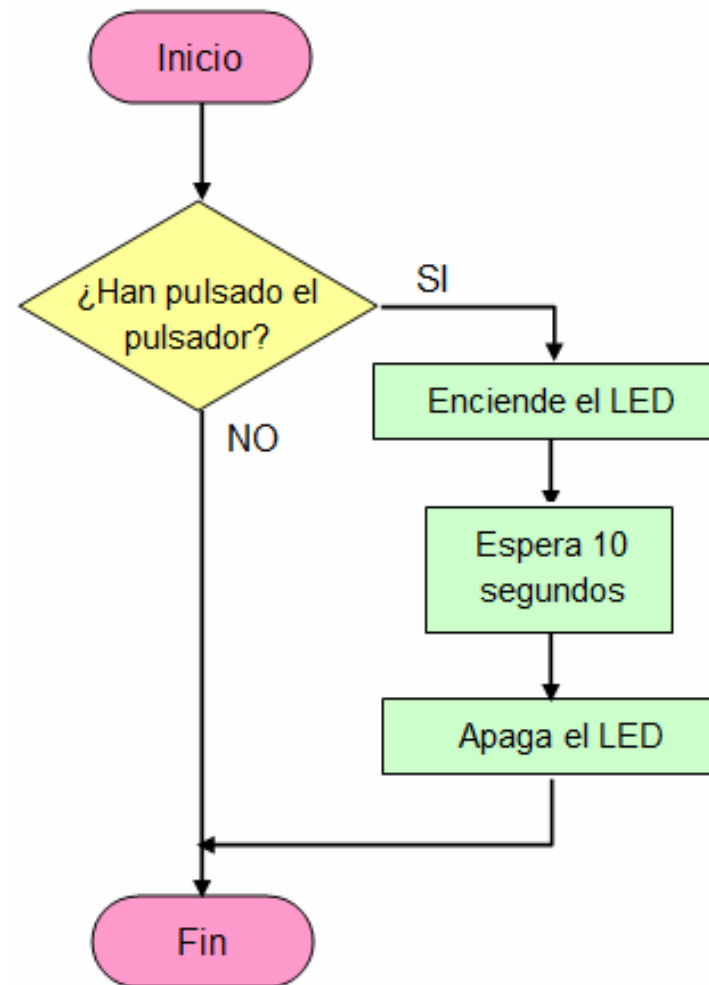 Inicio
¿Han pulsado el
pulsador?
SI
Enciende el LED
NO
Espera 10
segundos
Apaga el LED
Fin